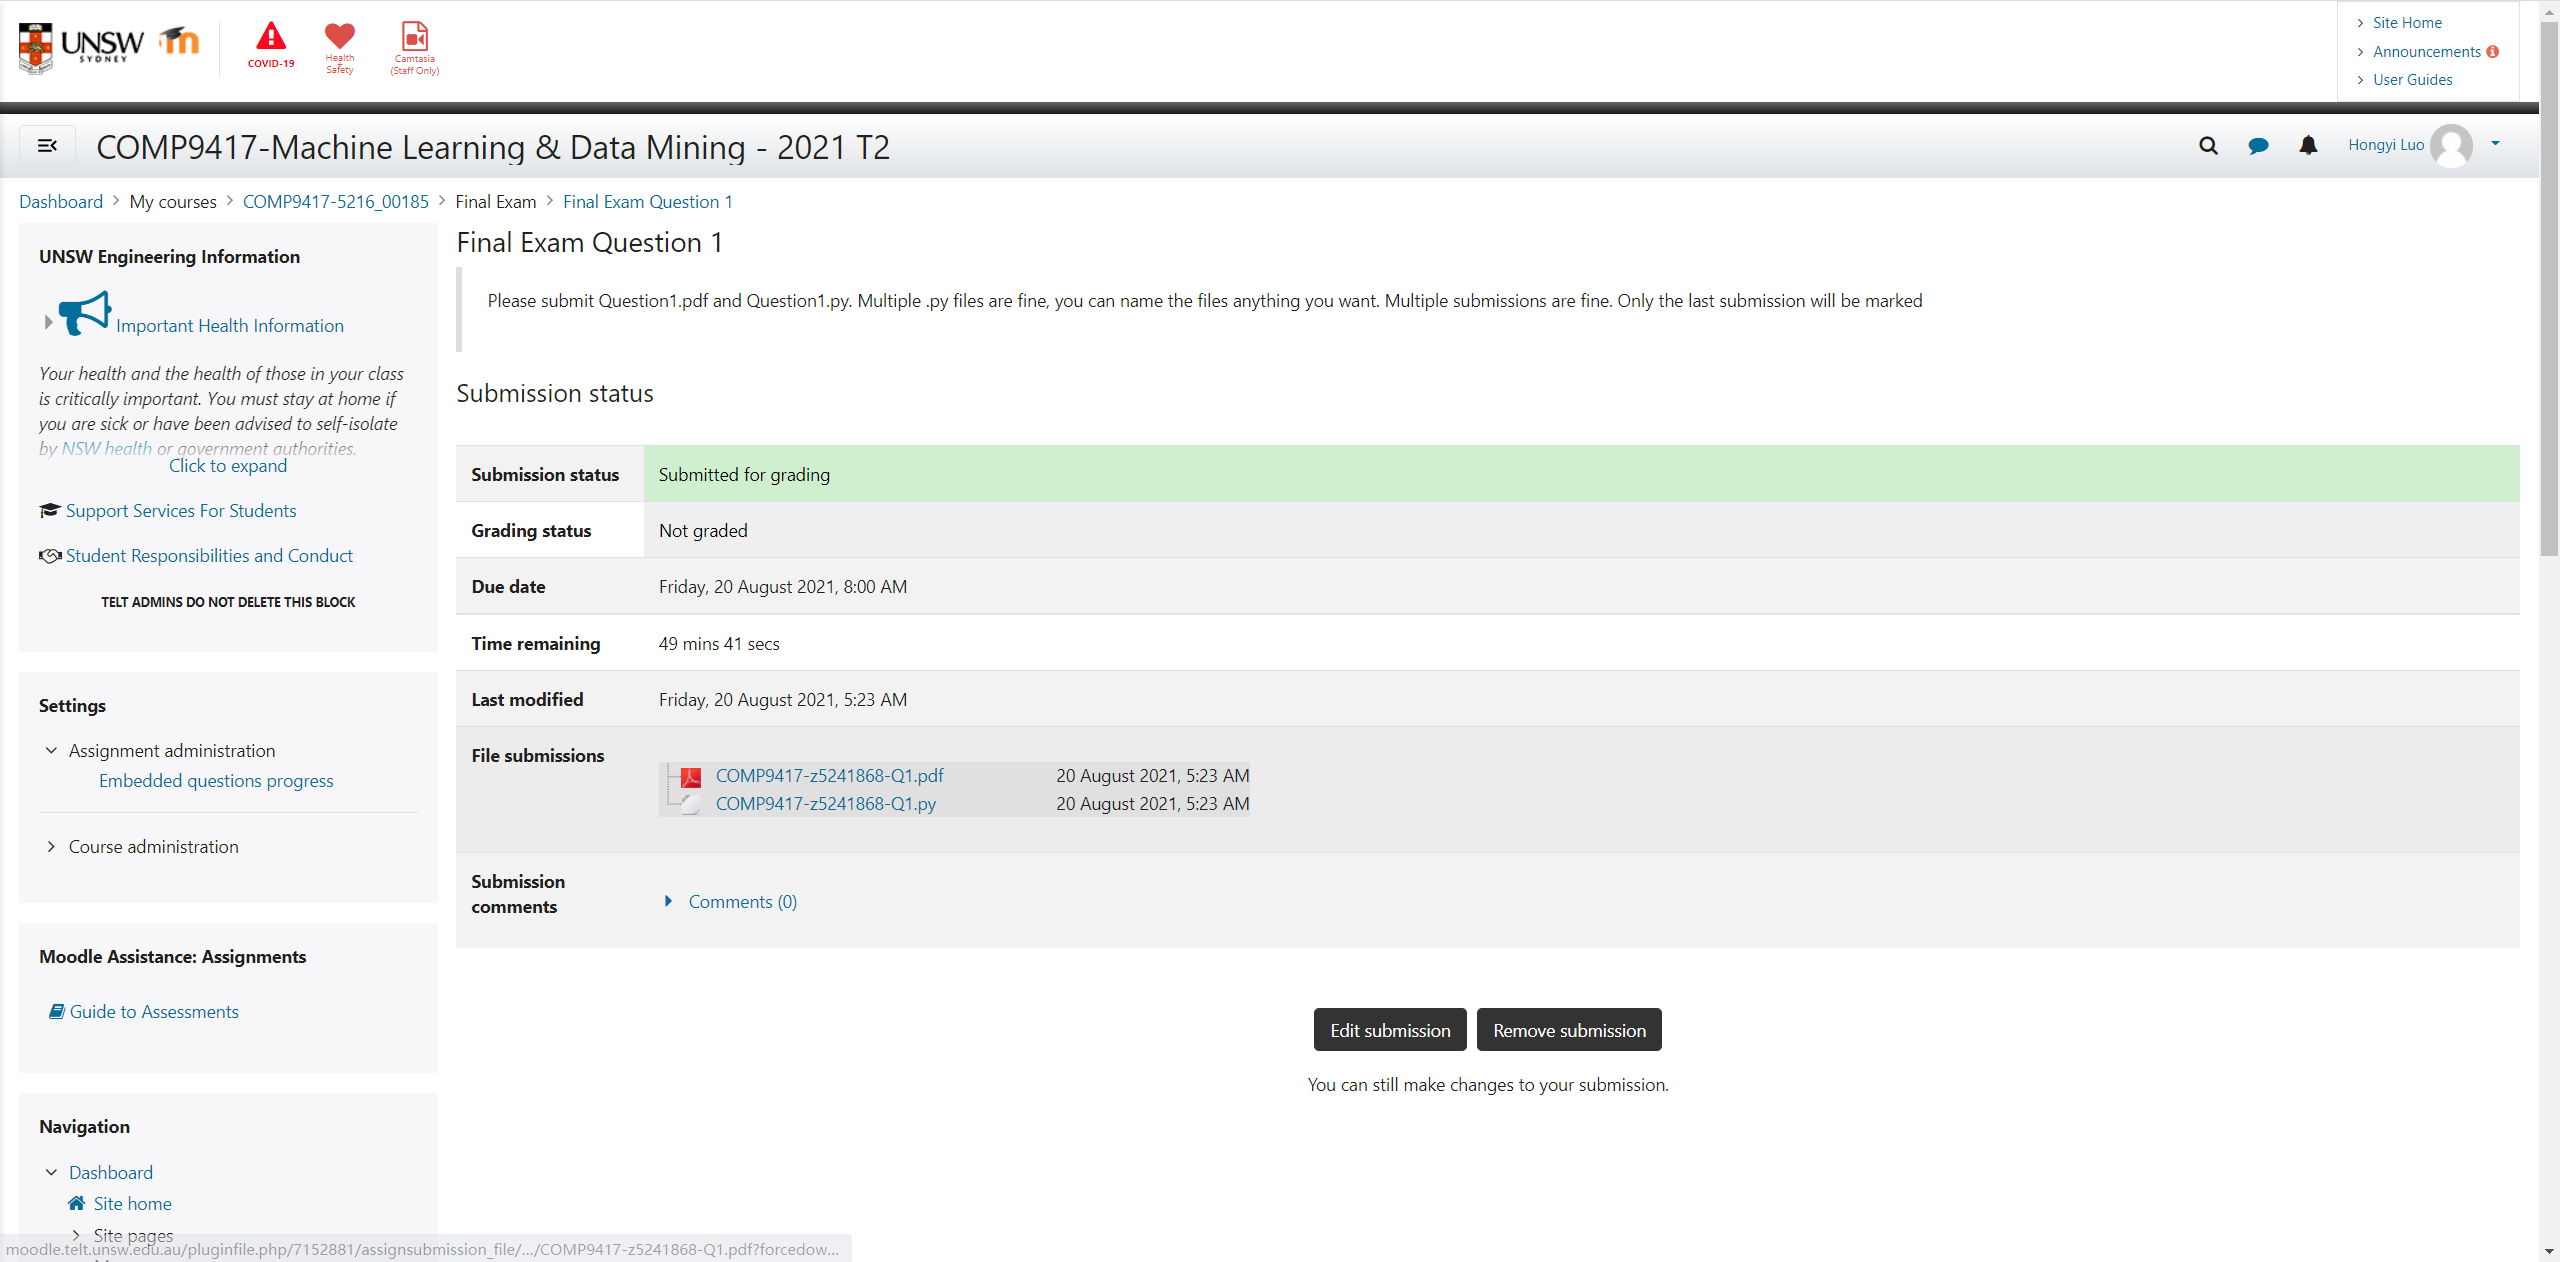 UNSW
SYDNEY
COVID-19
Health
Safety
Camtasia
(Staff Only)
Site Home
Announcements
User Guides
COMP9417-Machine Learning & Data Mining - 2021 T2
Hongyi Luo
Dashboard > My courses > COMP9417-5216_00185 > Final Exam > Final Exam Question 1
UNSW Engineering Information
Important Health Information
Your health and the health of those in your class
is critically important. You must stay at home if
you are sick or have been advised to self-isolate
by NSW health or government authorities.
Click to expand
Support Services For Students
Student Responsibilities and Conduct
TELT ADMINS DO NOT DELETE THIS BLOCK
Settings
Assignment administration
Embedded questions progress
Course administration
Moodle Assistance: Assignments
Guide to Assessments
Navigation
Dashboard
Site home
Site pages
Final Exam Question 1
Please submit Question1.pdf and Question1.py. Multiple .py files are fine, you can name the files anything you want. Multiple submissions are fine. Only the last submission will be marked
Submission status
Submission status Submitted for grading
Grading status Not graded
Due date Friday, 20 August 2021, 8:00 AM
Time remaining 49 mins 41 secs
Last modified Friday, 20 August 2021, 5:23 AM
File submissions
COMP9417-z5241868-Q1.pdf 20 August 2021, 5:23 AM
COMP9417-z5241868-Q1.py 20 August 2021, 5:23 AM
Submission
comments
Comments (0)
Edit submission Remove submission
You can still make changes to your submission.
moodle.telt.unsw.edu.au/pluginfile.php/7152881/assignsubmission_file/.../COMP9417-z5241868-Q1.pdf?forcedow...